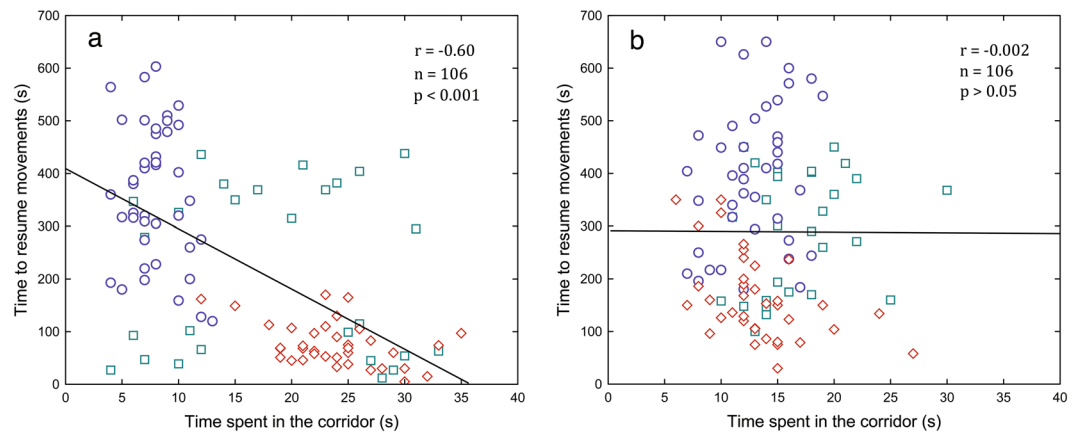 a
r = -0.60
n = 106
p < 0.001
Time to resume movements (s)
700
600
500
400
300
200
100
0
0 5 10 15 20 25 30 35 40
Time spent in the corridor (s)
b
r = -0.002
n = 106
p > 0.05
Time to resume movements (s)
700
600
500
400
300
200
100
0
0 5 10 15 20 25 30 35 40
Time spent in the corridor (s)